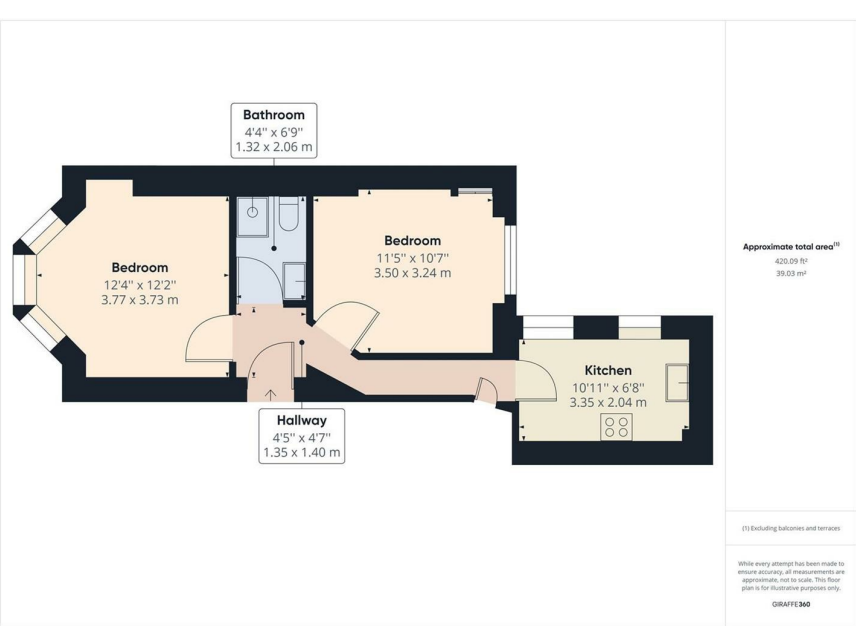 Bathroom
4'4'' x 6'9''
1.32 x 2.06 m
Bedroom
12'4'' x 12'2''
3.77 x 3.73 m
Bedroom
11'5'' x 10'7''
3.50 x 3.24 m
Kitchen
10'11'' x 6'8''
3.35 x 2.04 m
Hallway
4'5'' x 4'7''
1.35 x 1.40 m
Approximate total area(1)
420.09 ft²
39.03 m²
(1) Excluding balconies and terraces
While every attempt has been made to
ensure accuracy, all measurements are
approximate, not to scale. This floor
plan is for illustrative purposes only.
GIRAFFE360